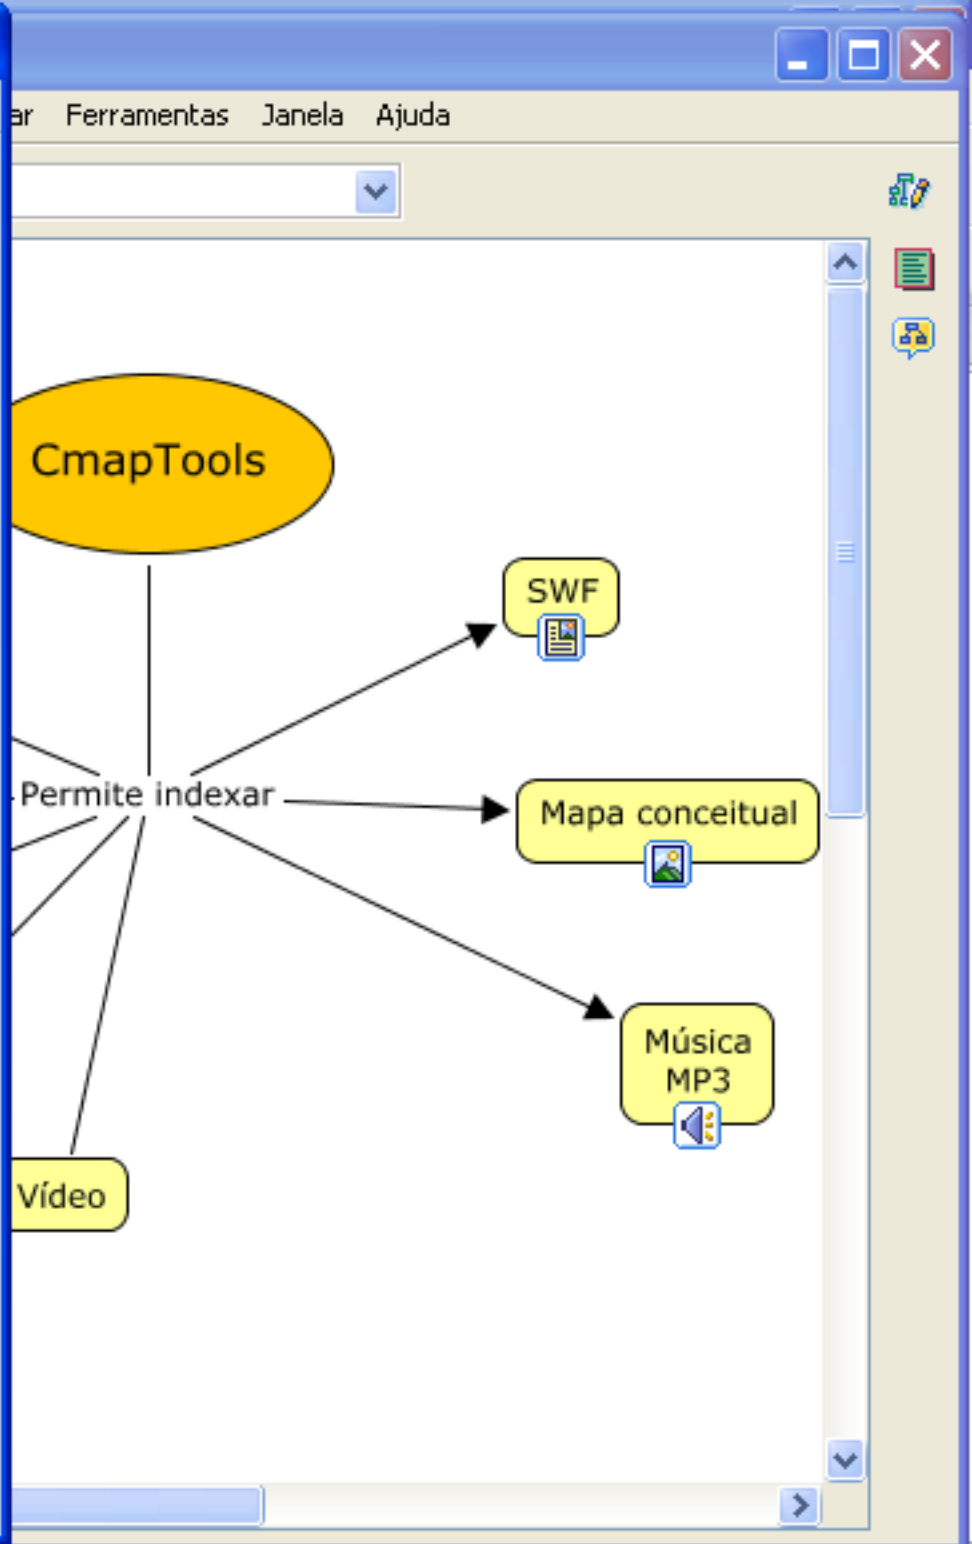 ar Ferramentas Janela Ajuda
CmapTools
SWF
Permite indexar
Mapa conceitual
Música
MP3
Vídeo